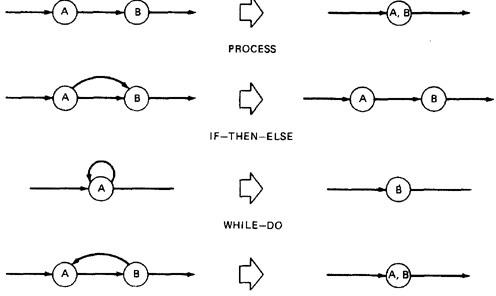 A B A, B
PROCESS
A B A B
IF–THEN–ELSE
A B
WHILE–DO
A B A, B